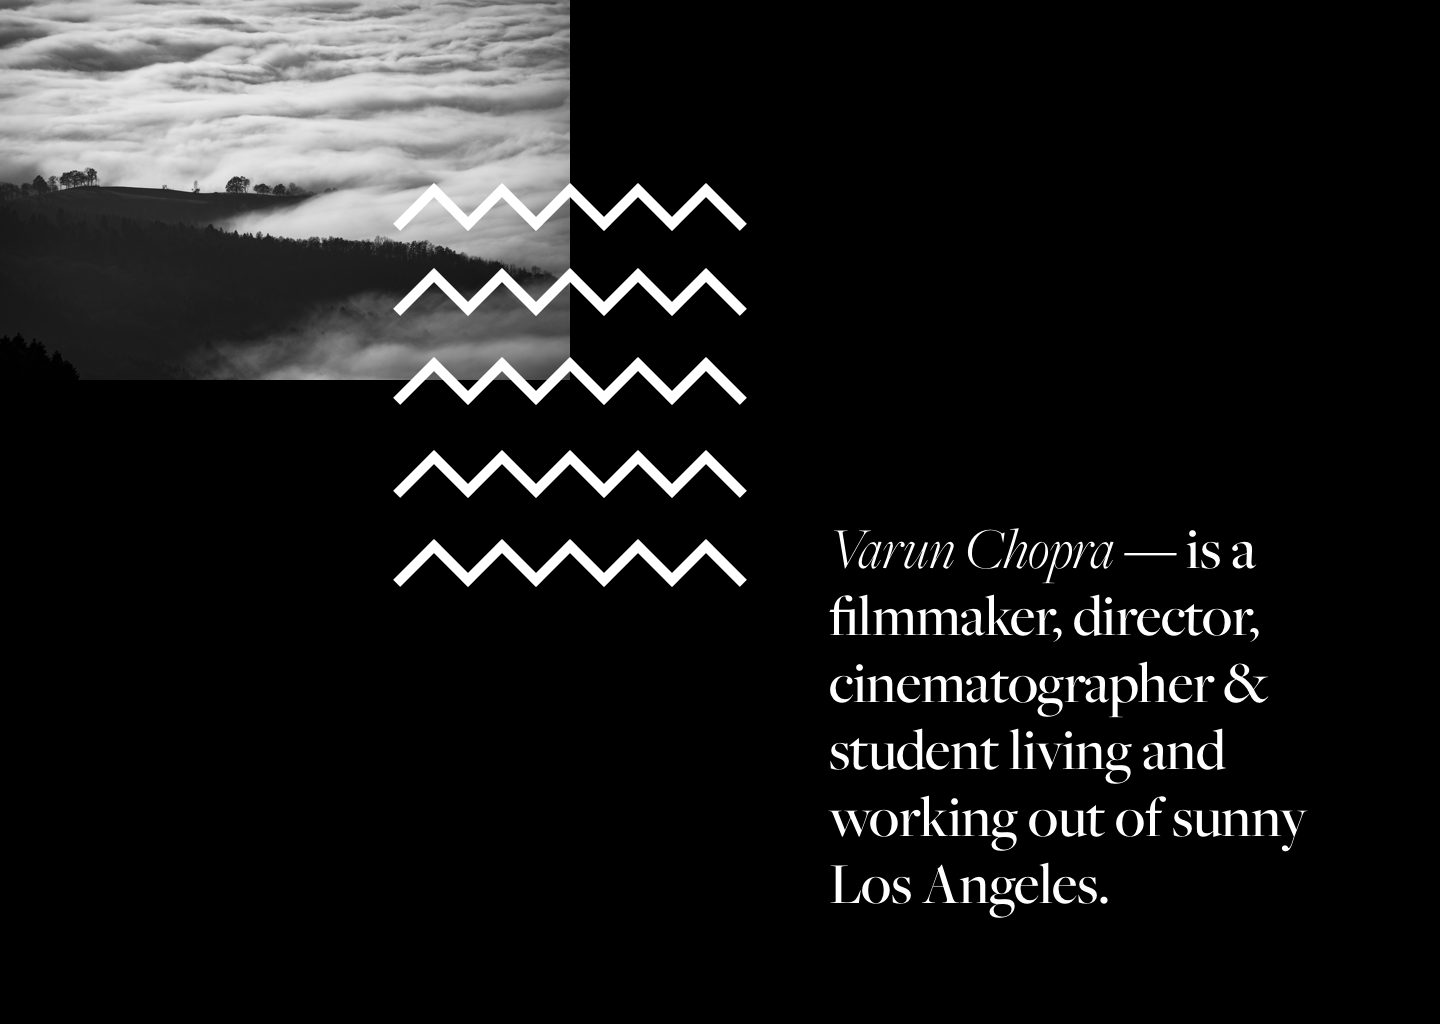 Varun Chopra — is a
filmmaker, director,
cinematographer &
student living and
working out of sunny
Los Angeles.